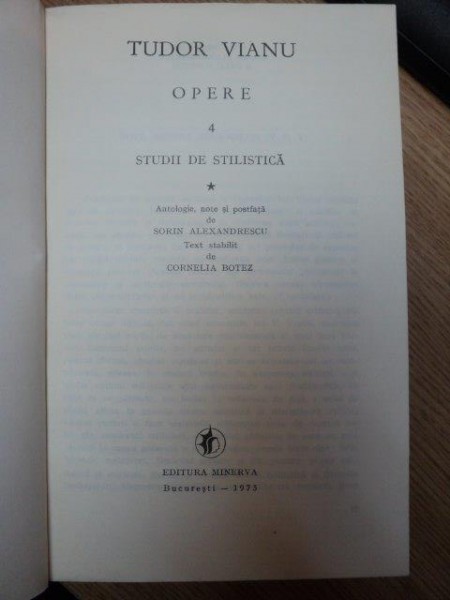 TUDOR VIANU
OPERE
4
STUDII DE STILISTICĂ
★
Antologie, note și postfață
de
SORIN ALEXANDRESCU
Text stabilit
de
CORNELIA BOTEZ
EDITURA MINERVA
București — 1975